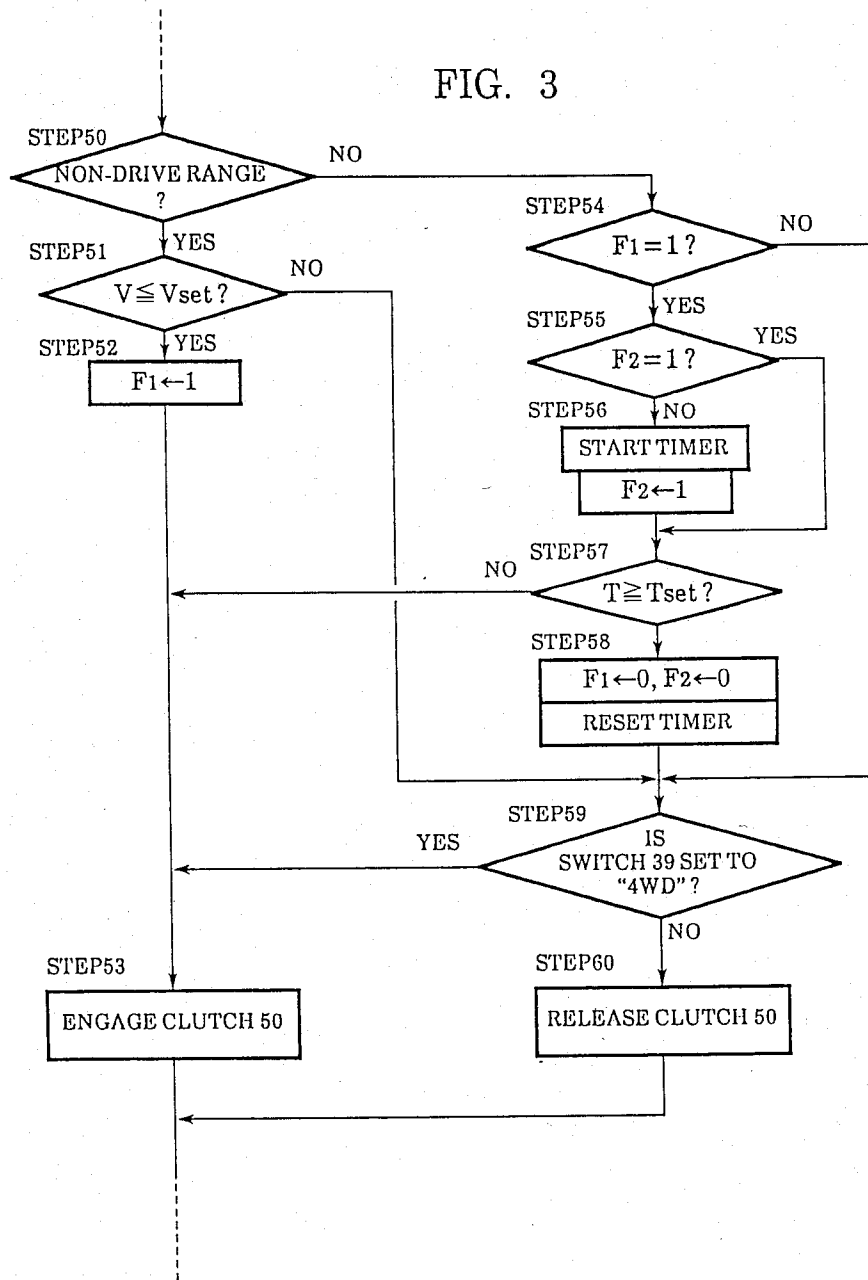 FIG. 3
STEP50
NON-DRIVE RANGE
?
NO
YES
STEP51
V≦Vset?
NO
YES
STEP52
F1←1
STEP54
F1=1?
NO
YES
STEP55
F2=1?
YES
NO
STEP56
START TIMER
F2←1
STEP57
T≧Tset?
NO
STEP58
F1←0, F2←0
RESET TIMER
STEP59
IS
SWITCH 39 SET TO
"4WD"?
YES
NO
STEP53
ENGAGE CLUTCH 50
STEP60
RELEASE CLUTCH 50